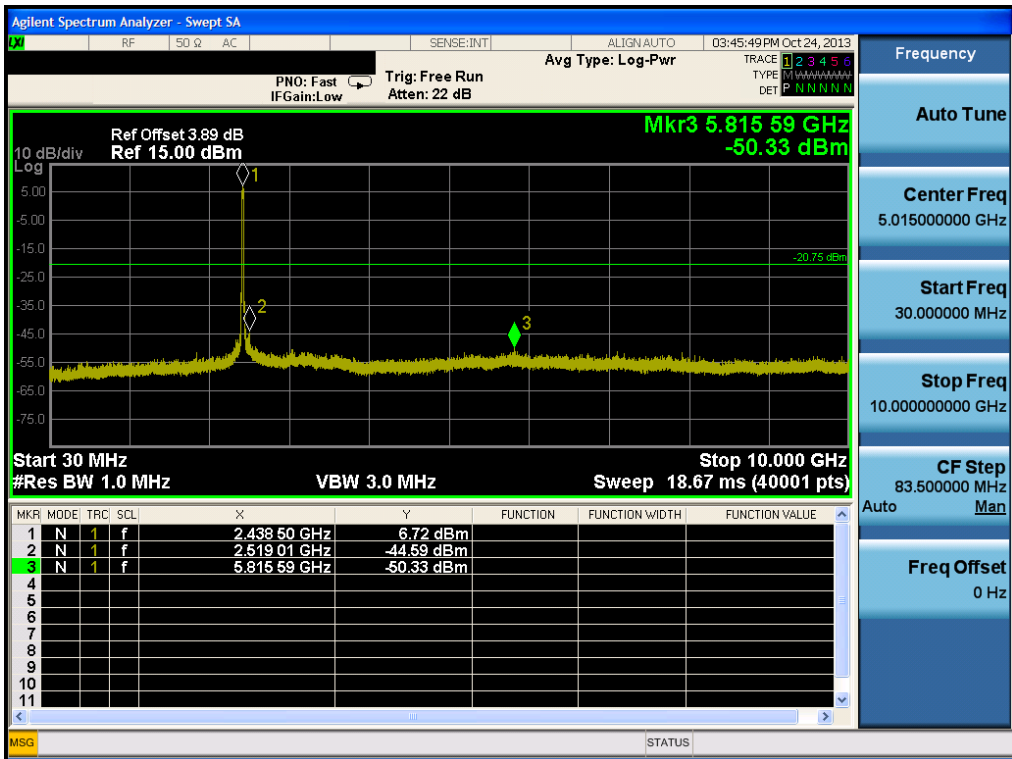 Agilent Spectrum Analyzer - Swept SA
LXI RF 50 Ω AC SENSE:INT ALIGNAUTO 03:45:49 PM Oct 24, 2013
Avg Type: Log-Pwr TRACE 1 2 3 4 5 6
PNO: Fast Trig: Free Run TYPE M
IFGain:Low Atten: 22 dB DET P N N N N N
Mkr3 5.815 59 GHz
-50.33 dBm
Ref Offset 3.89 dB
10 dB/div Ref 15.00 dBm
Log
1
5.00
-5.00
-15.0
-20.75 dBm
-25.0
-35.0
2
3
-45.0
-55.0
-65.0
-75.0
Start 30 MHz Stop 10.000 GHz
#Res BW 1.0 MHz VBW 3.0 MHz Sweep 18.67 ms (40001 pts)
MKR MODE TRC SCL X Y FUNCTION FUNCTION WIDTH FUNCTION VALUE
1 N 1 f 2.438 50 GHz 6.72 dBm
2 N 1 f 2.519 01 GHz -44.59 dBm
3 N 1 f 5.815 59 GHz -50.33 dBm
4
5
6
7
8
9
10
11
MSG STATUS
Frequency
Auto Tune
Center Freq
5.015000000 GHz
Start Freq
30.000000 MHz
Stop Freq
10.000000000 GHz
CF Step
83.500000 MHz
Auto Man
Freq Offset
0 Hz